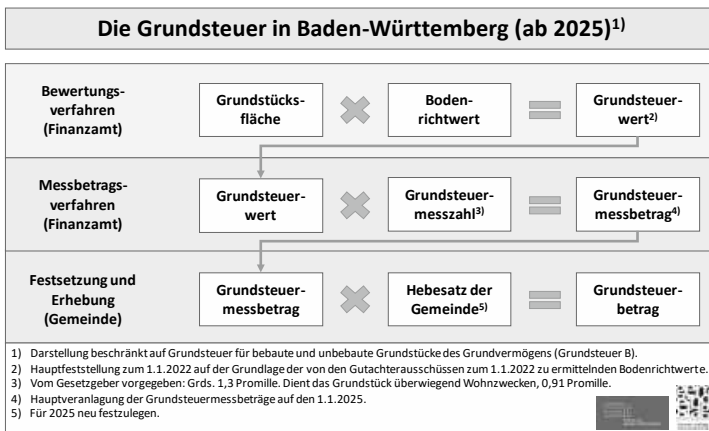 Die Grundsteuer in Baden-Württemberg (ab 2025)1)
Bewertungs-
verfahren
(Finanzamt)
Grundstücks-
fläche
Boden-
richtwert
Grundsteuer-
wert2)
Messbetrags-
verfahren
(Finanzamt)
Grundsteuer-
wert
Grundsteuer-
messzahl3)
Grundsteuer-
messbetrag4)
Festsetzung und
Erhebung
(Gemeinde)
Grundsteuer-
messbetrag
Hebesatz der
Gemeinde5)
Grundsteuer-
betrag
1) Darstellung beschränkt auf Grundsteuer für bebaute und unbebaute Grundstücke des Grundvermögens (Grundsteuer B).
2) Hauptfeststellung zum 1.1.2022 auf der Grundlage der von den Gutachterausschüssen zum 1.1.2022 zu ermittelnden Bodenrichtwerte.
3) Vom Gesetzgeber vorgegeben: Grds. 1,3 Promille. Dient das Grundstück überwiegend Wohnzwecken, 0,91 Promille.
4) Hauptveranlagung der Grundsteuermessbeträge auf den 1.1.2025.
5) Für 2025 neu festzulegen.